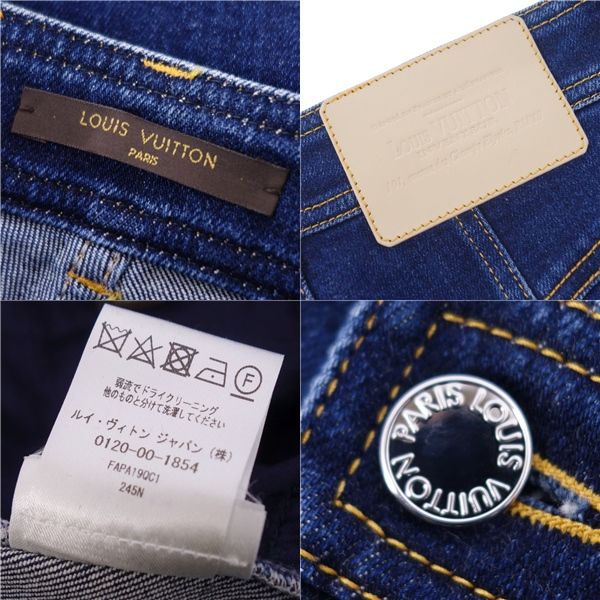 LOUIS VUITTON
PARIS
LOUIS VUITTON
弱流でドライクリーニング
他のものと分けて洗濯してください
ルイ・ヴィトン ジャパン (株)
0120-00-1854
FAPA19QC1
245N
F
PARIS LOUIS VUITTON